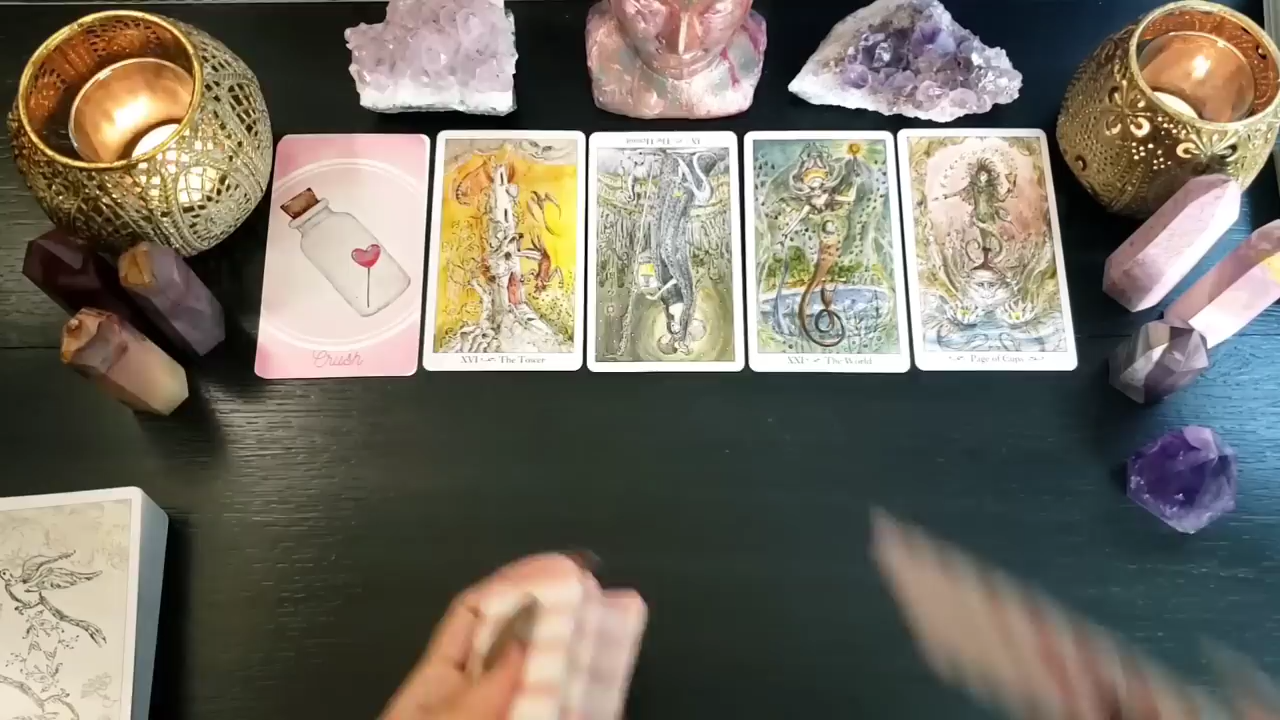 Crush
XVI The Tower
IX The Hermit
XXI The World
Page of Cups